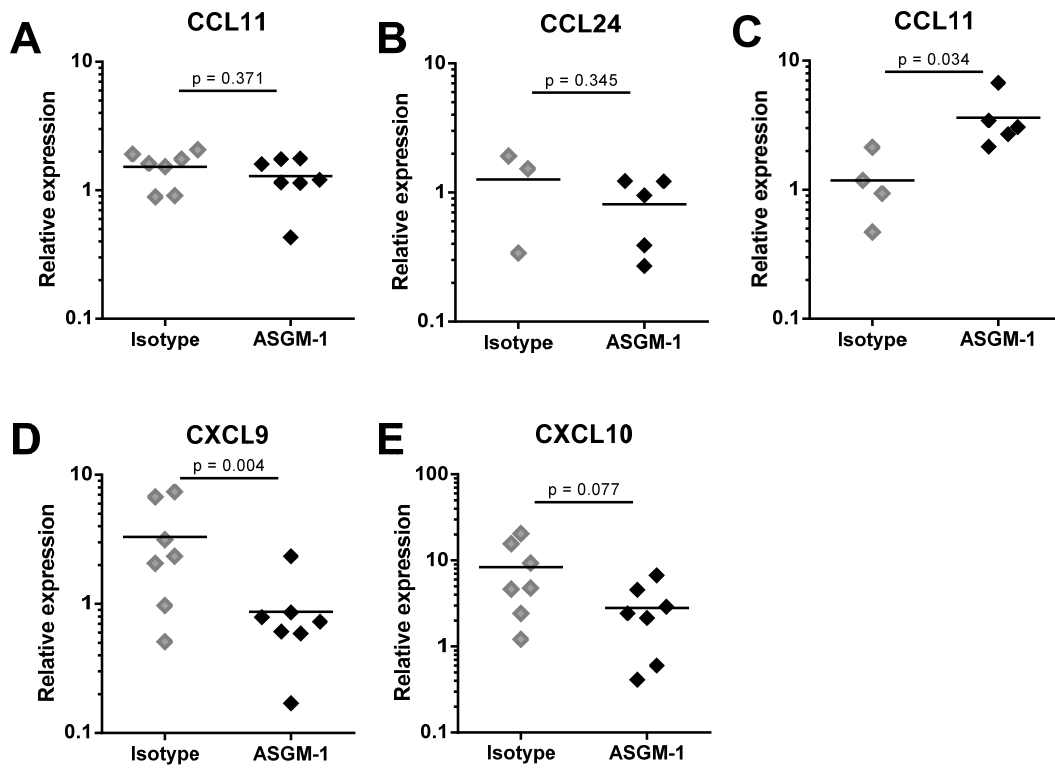 A
CCL11
p = 0.371
10
1
0.1
Relative expression
Isotype
ASGM-1
B
CCL24
p = 0.345
10
1
0.1
Relative expression
Isotype
ASGM-1
C
CCL11
p = 0.034
10
1
0.1
Relative expression
Isotype
ASGM-1
D
CXCL9
p = 0.004
10
1
0.1
Relative expression
Isotype
ASGM-1
E
CXCL10
p = 0.077
100
10
1
0.1
Relative expression
Isotype
ASGM-1